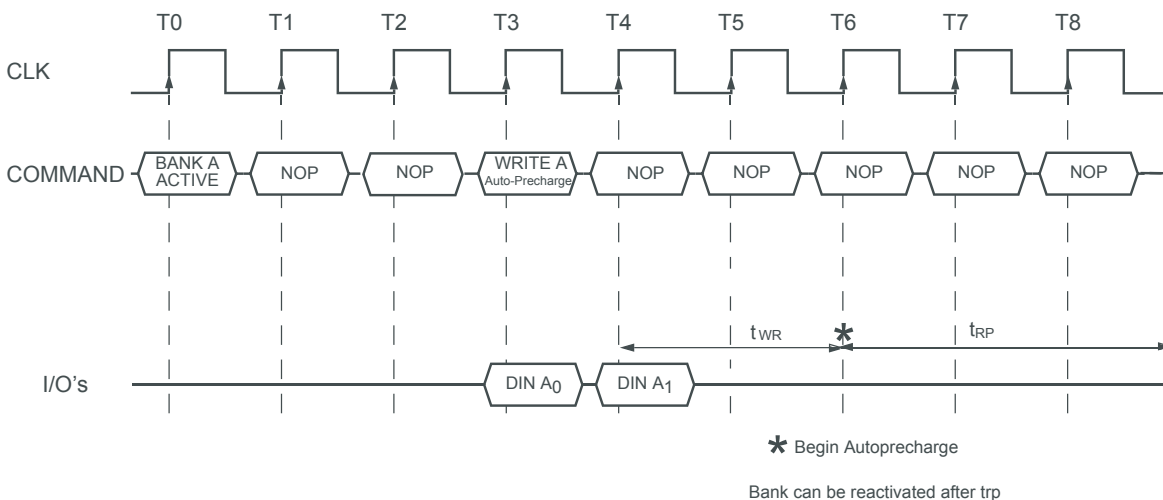 T0 T1 T2 T3 T4 T5 T6 T7 T8
CLK
COMMAND
BANK A
ACTIVE
NOP
NOP
WRITE A
Auto-Precharge
NOP
NOP
NOP
NOP
NOP
tWR
*
tRP
I/O's
DIN A0
DIN A1
* Begin Autoprecharge
Bank can be reactivated after trp